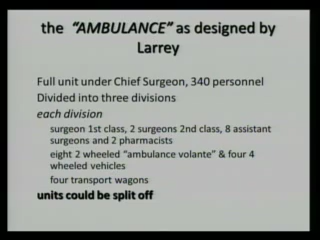 the “AMBULANCE” as designed by
Larrey
Full unit under Chief Surgeon, 340 personnel
Divided into three divisions
each division
surgeon 1st class, 2 surgeons 2nd class, 8 assistant
surgeons and 2 pharmacists
eight 2 wheeled “ambulance volante” & four 4
wheeled vehicles
four transport wagons
units could be split off